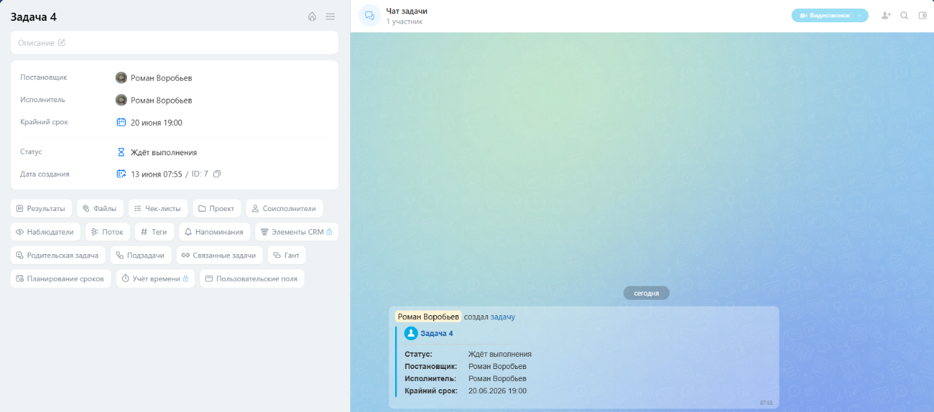 Задача 4
Описание
Постановщик Роман Воробьев
Исполнитель Роман Воробьев
Крайний срок 20 июня 19:00
Статус Ждёт выполнения
Дата создания 13 июня 07:55 / ID: 7
Результаты Файлы Чек-листы Проект Соисполнители
Наблюдатели Поток Теги Напоминания Элементы CRM
Родительская задача Подзадачи Связанные задачи Гант
Планирование сроков Учёт времени Пользовательские поля
Чат задачи
1 участник
Видеозвонок
сегодня
Роман Воробьев создал задачу
Задача 4
Статус: Ждёт выполнения
Постановщик: Роман Воробьев
Исполнитель: Роман Воробьев
Крайний срок: 20.06.2026 19:00
07:55